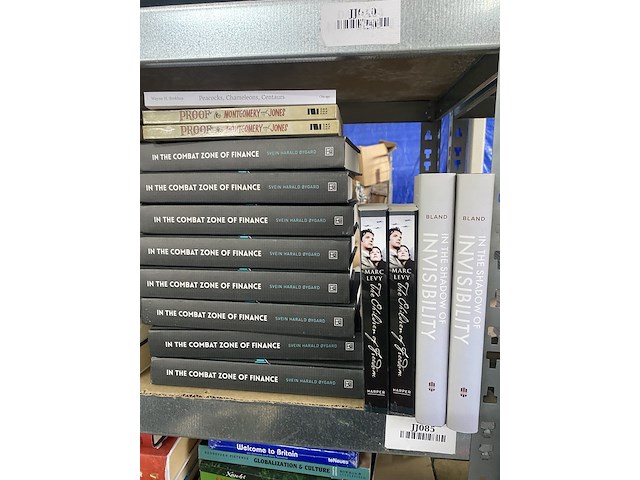 Peacocks, Chameleons, Centaurs
PROOF by MONTGOMERY and JONES
PROOF by MONTGOMERY and JONES
IN THE COMBAT ZONE OF FINANCE SVEIN HARALD ØYGARD
IN THE COMBAT ZONE OF FINANCE SVEIN HARALD ØYGARD
IN THE COMBAT ZONE OF FINANCE SVEIN HARALD ØYGARD
IN THE COMBAT ZONE OF FINANCE SVEIN HARALD ØYGARD
IN THE COMBAT ZONE OF FINANCE SVEIN HARALD ØYGARD
IN THE COMBAT ZONE OF FINANCE SVEIN HARALD ØYGARD
IN THE COMBAT ZONE OF FINANCE SVEIN HARALD ØYGARD
IN THE COMBAT ZONE OF FINANCE SVEIN HARALD ØYGARD
MARC
LEVY
The Children of Freedom
HARPER
MARC
LEVY
The Children of Freedom
HARPER
BLAND
IN THE SHADOW OF
INVISIBILITY
BLAND
IN THE SHADOW OF
INVISIBILITY
JJ085
Welcome to Britain teNeues
GLOBALIZATION & CULTURE